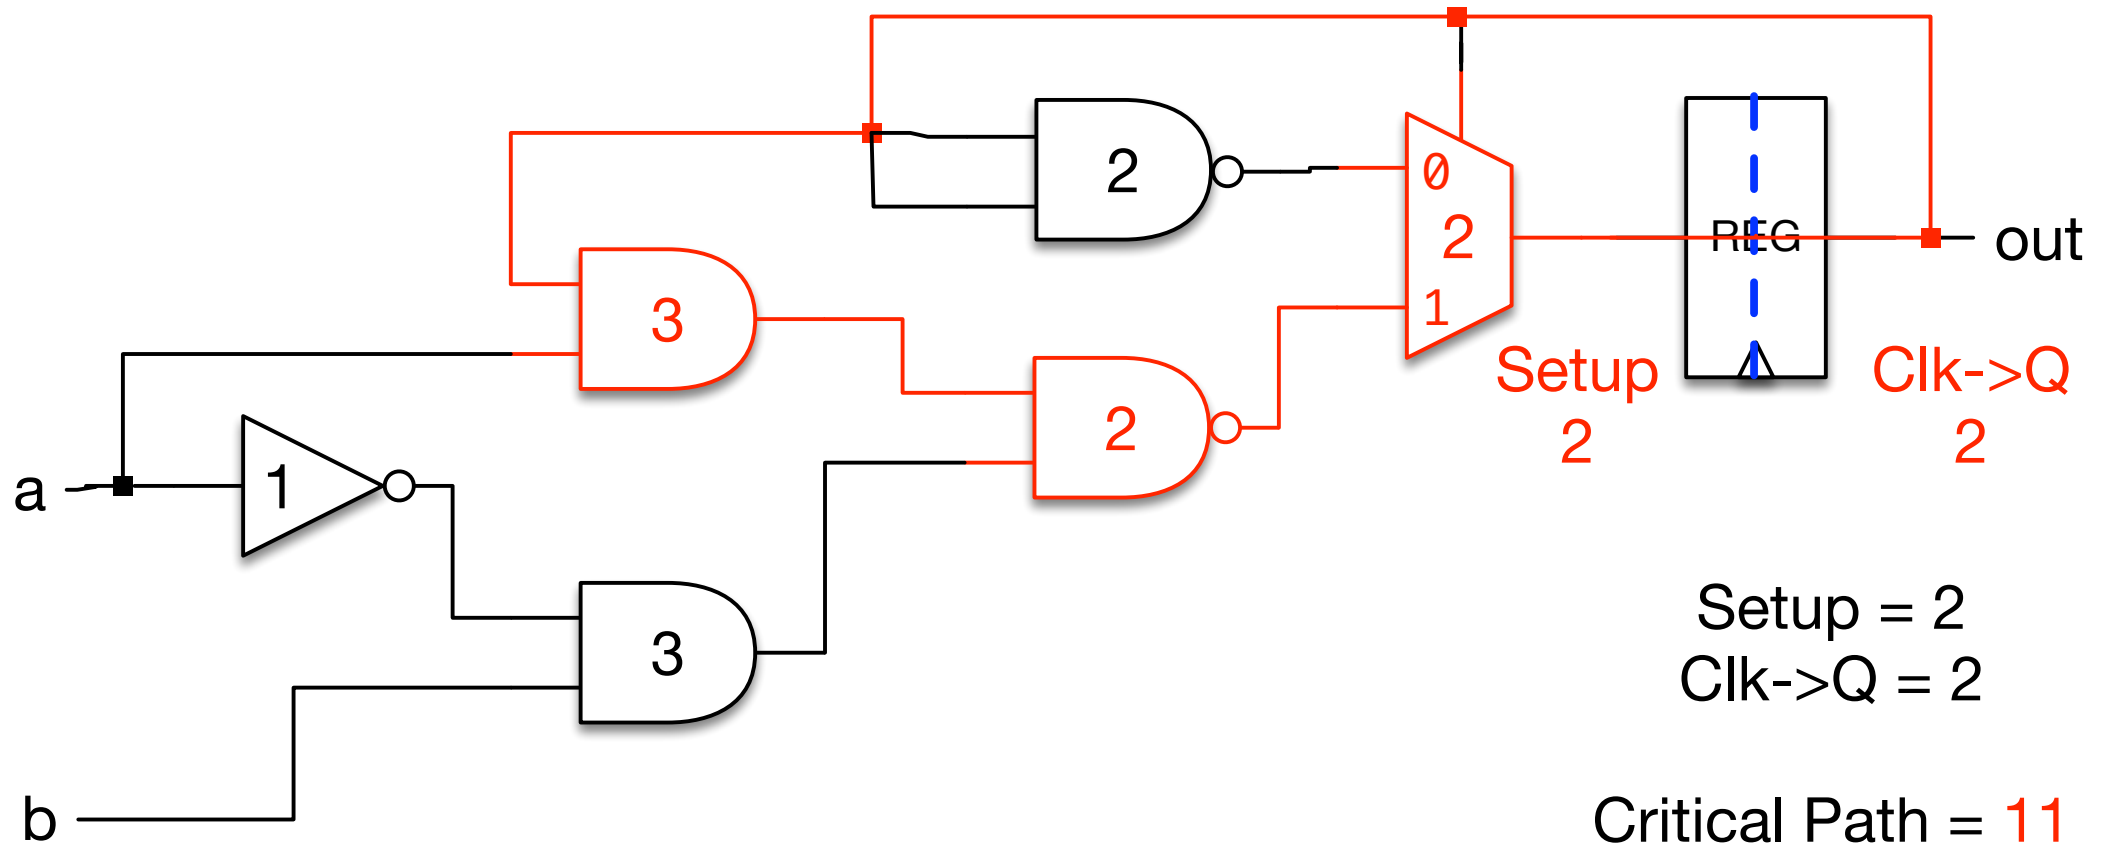 2
0
2
REG
out
3
1
Setup
2
Clk->Q
2
2
a
1
3
Setup = 2
Clk->Q = 2
b
Critical Path = 11